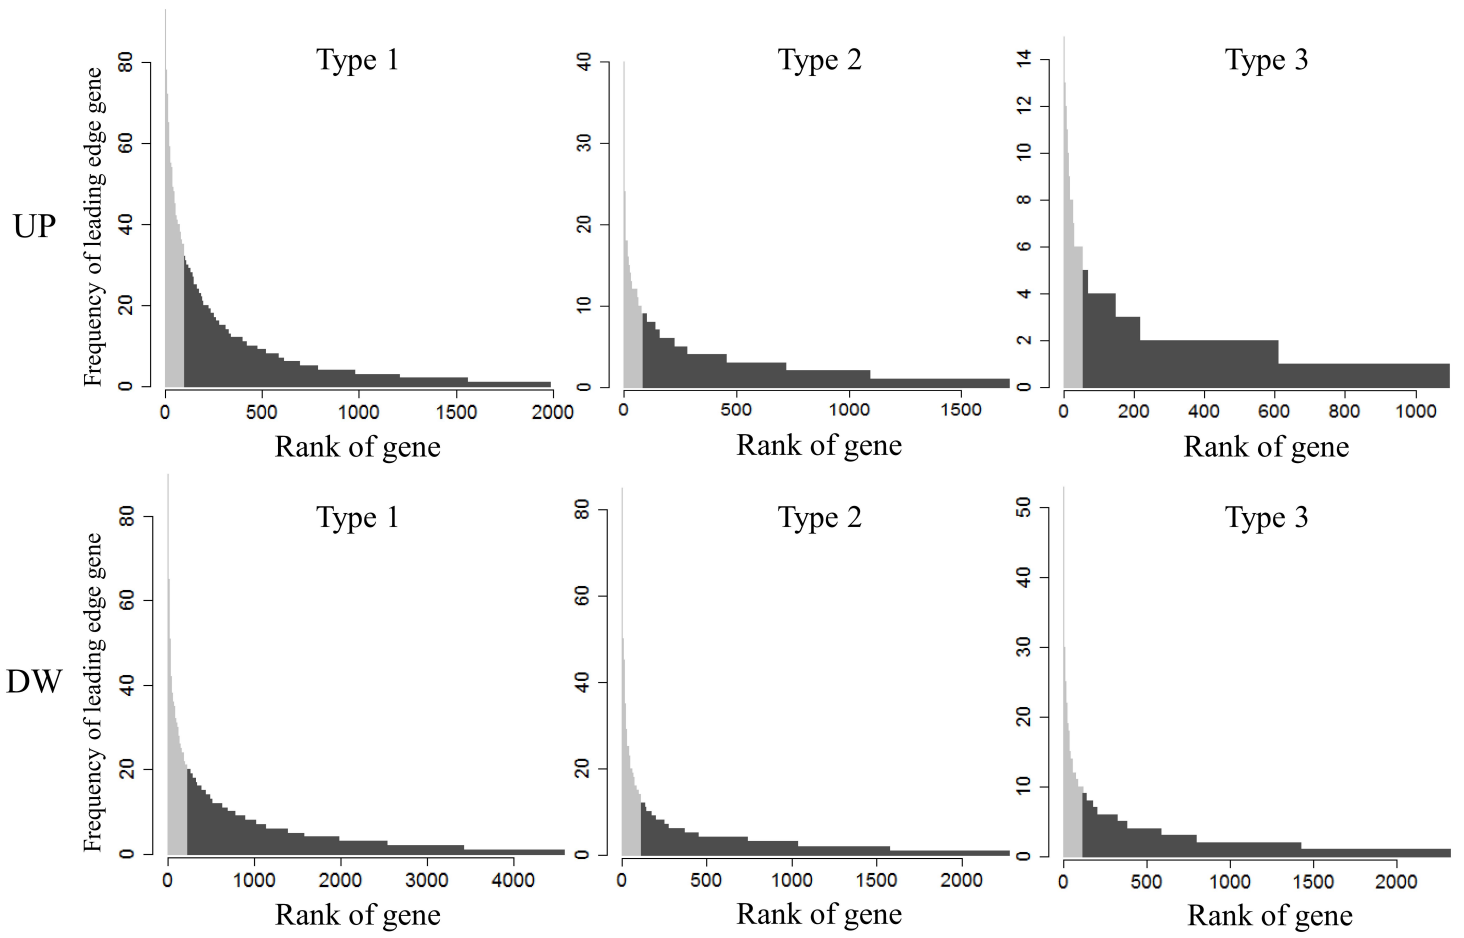 Type 1
Type 2
Type 3
UP
Frequency of leading edge gene
0 20 40 60 80
0 10 20 30 40
0 2 4 6 8 10 12 14
0 500 1000 1500 2000
0 500 1000 1500
0 200 400 600 800 1000
Rank of gene
Rank of gene
Rank of gene
Type 1
Type 2
Type 3
DW
Frequency of leading edge gene
0 20 40 60 80
0 20 40 60 80
0 10 20 30 40 50
0 1000 2000 3000 4000
0 500 1000 1500 2000
0 500 1000 1500 2000
Rank of gene
Rank of gene
Rank of gene